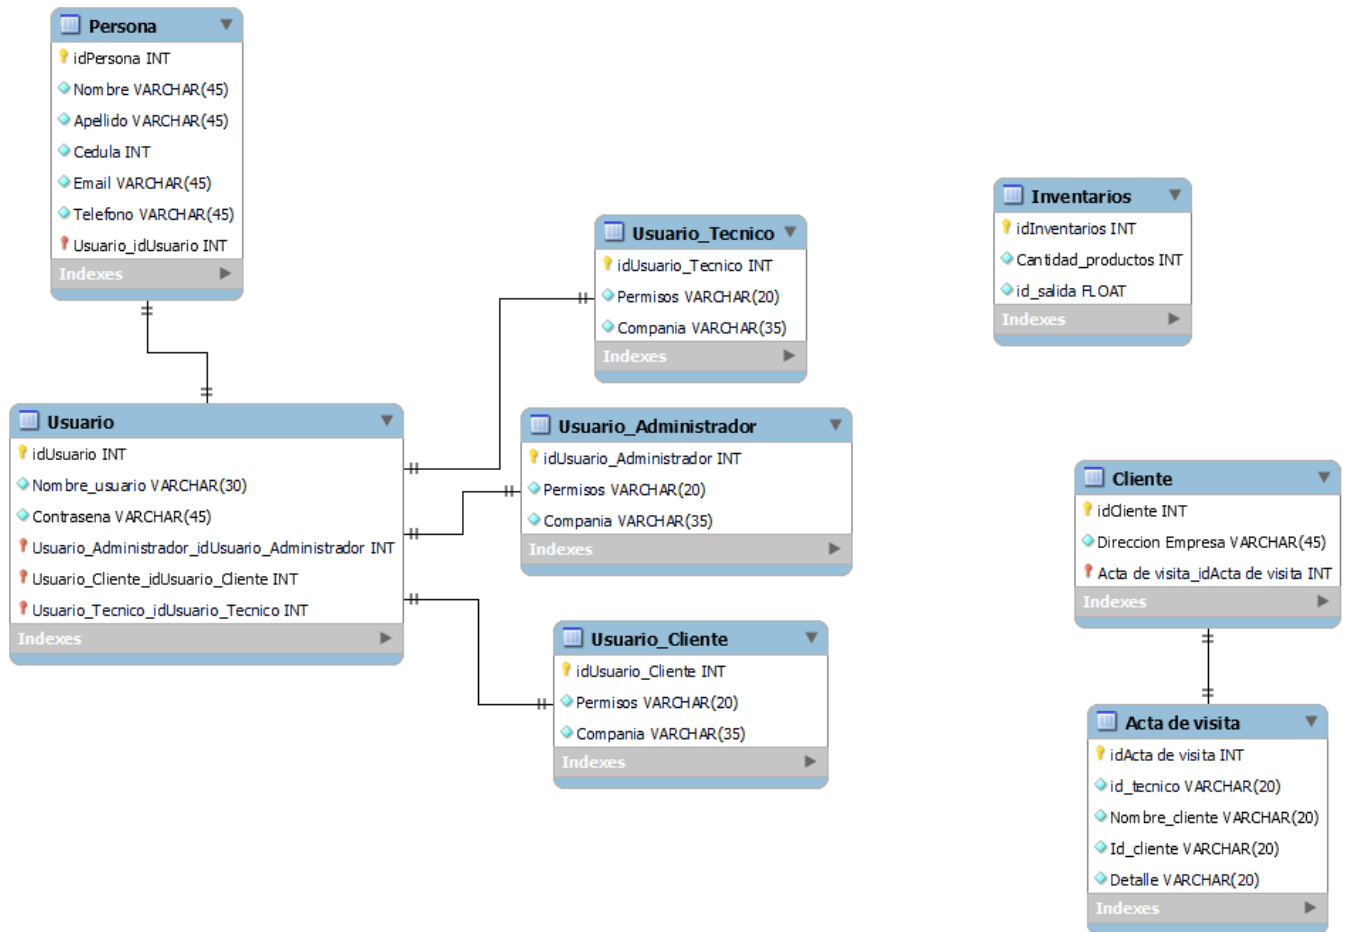 Persona
idPersona INT
Nombre VARCHAR(45)
Apellido VARCHAR(45)
Cedula INT
Email VARCHAR(45)
Telefono VARCHAR(45)
Usuario_idUsuario INT
Indexes
Usuario
idUsuario INT
Nombre_usuario VARCHAR(30)
Contrasena VARCHAR(45)
Usuario_Administrador_idUsuario_Administrador INT
Usuario_Cliente_idUsuario_Cliente INT
Usuario_Tecnico_idUsuario_Tecnico INT
Indexes
Usuario_Tecnico
idUsuario_Tecnico INT
Permisos VARCHAR(20)
Compania VARCHAR(35)
Indexes
Usuario_Administrador
idUsuario_Administrador INT
Permisos VARCHAR(20)
Compania VARCHAR(35)
Indexes
Usuario_Cliente
idUsuario_Cliente INT
Permisos VARCHAR(20)
Compania VARCHAR(35)
Indexes
Inventarios
idInventarios INT
Cantidad_productos INT
id_salida FLOAT
Indexes
Cliente
idCliente INT
Direccion Empresa VARCHAR(45)
Acta de visita_idActa de visita INT
Indexes
Acta de visita
idActa de visita INT
id_tecnico VARCHAR(20)
Nombre_cliente VARCHAR(20)
Id_cliente VARCHAR(20)
Detalle VARCHAR(20)
Indexes